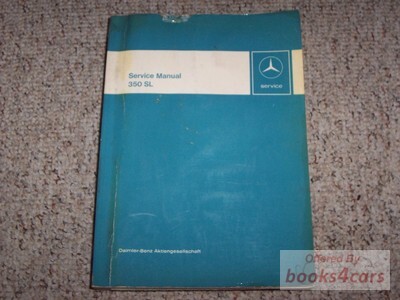 Service Manual
350 SL
service
Daimler-Benz Aktiengesellschaft
Offered By
books4cars